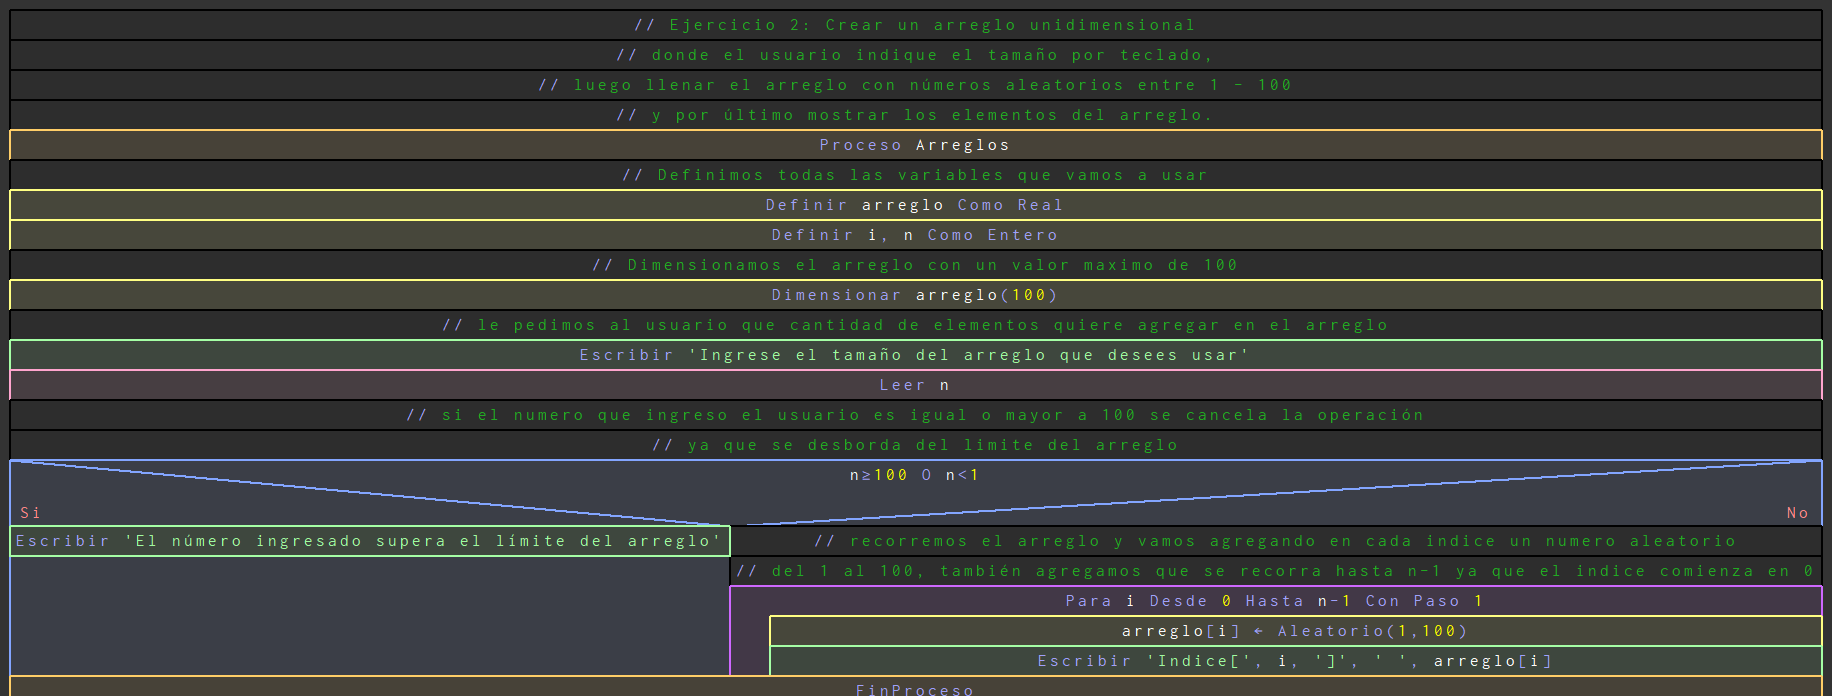 // Ejercicio 2: Crear un arreglo unidimensional
// donde el usuario indique el tamaño por teclado,
// luego llenar el arreglo con números aleatorios entre 1 - 100
// y por último mostrar los elementos del arreglo.
Proceso Arreglos
// Definimos todas las variables que vamos a usar
Definir arreglo Como Real
Definir i, n Como Entero
// Dimensionamos el arreglo con un valor maximo de 100
Dimensionar arreglo(100)
// le pedimos al usuario que cantidad de elementos quiere agregar en el arreglo
Escribir 'Ingrese el tamaño del arreglo que desees usar'
Leer n
// si el numero que ingreso el usuario es igual o mayor a 100 se cancela la operación
// ya que se desborda del limite del arreglo
n≥100 O n<1
Si
No
Escribir 'El número ingresado supera el límite del arreglo'
// recorremos el arreglo y vamos agregando en cada indice un numero aleatorio
// del 1 al 100, también agregamos que se recorra hasta n-1 ya que el indice comienza en 0
Para i Desde 0 Hasta n-1 Con Paso 1
arreglo[i] ← Aleatorio(1,100)
Escribir 'Indice[', i, ']', ' ', arreglo[i]
FinProceso